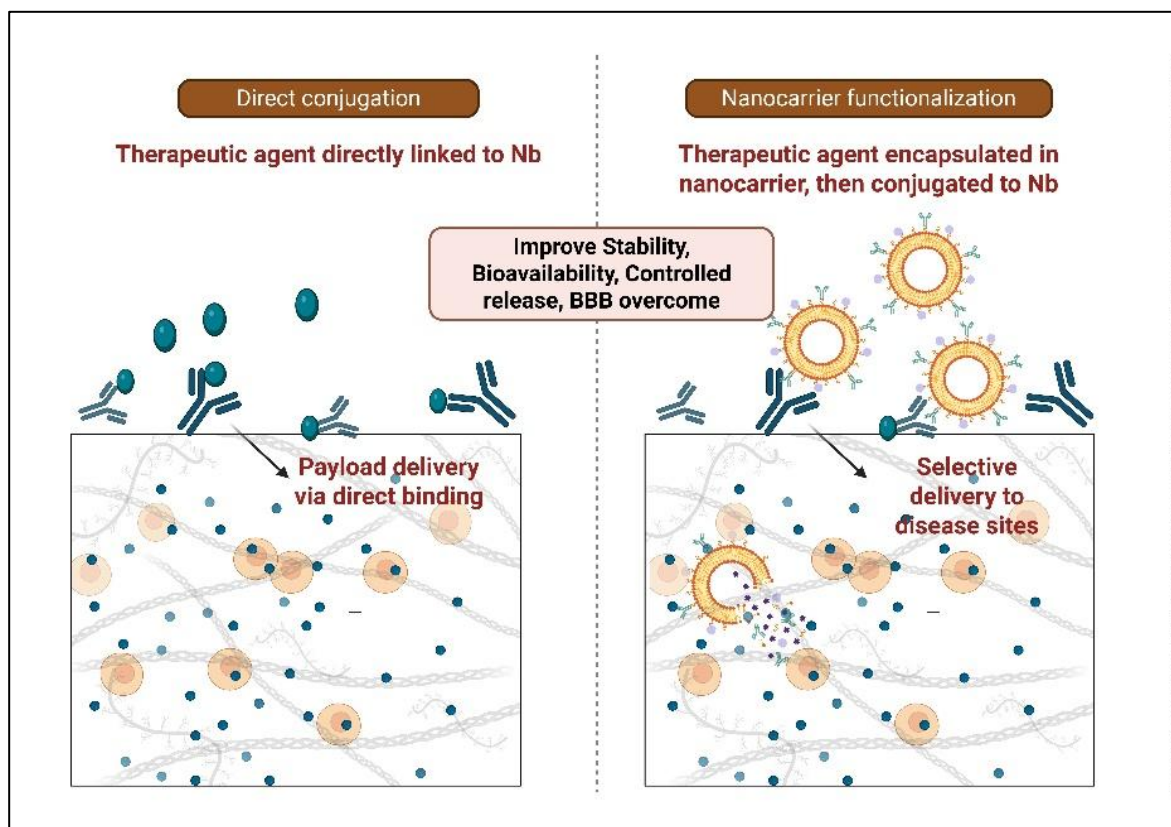 Direct conjugation
Therapeutic agent directly linked to Nb
Nanocarrier functionalization
Therapeutic agent encapsulated in
nanocarrier, then conjugated to Nb
Improve Stability,
Bioavailability, Controlled
release, BBB overcome
Payload delivery
via direct binding
Selective
delivery to
disease sites